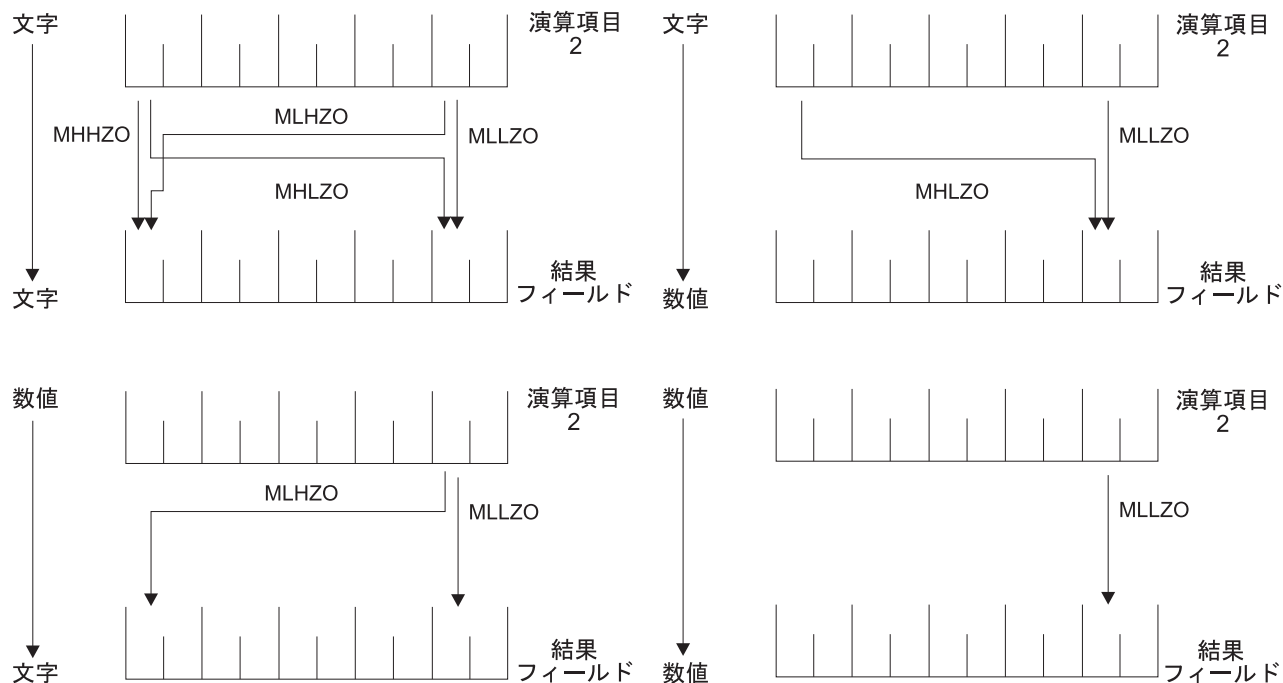 文字
演算項目
2
MHHZO
MLHZO
MLLZO
MHLZO
文字
結果
フィールド
文字
演算項目
2
MLLZO
MHLZO
数値
結果
フィールド
数値
演算項目
2
MLHZO
MLLZO
文字
結果
フィールド
数値
演算項目
2
MLLZO
数値
結果
フィールド